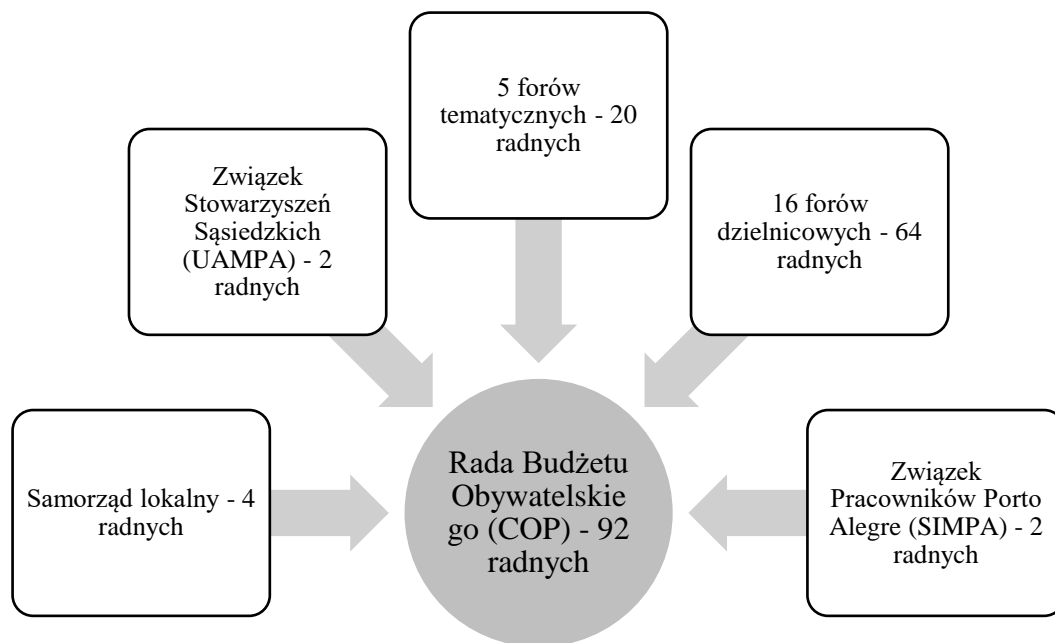 5 forów
tematycznych - 20
radnych
Związek
Stowarzyszeń
Sąsiedzkich
(UAMPA) - 2
radnych
16 forów
dzielnicowych - 64
radnych
Samorząd lokalny - 4
radnych
Rada Budżetu
Obywatelskie
go (COP) - 92
radnych
Związek
Pracowników Porto
Alegre (SIMPA) - 2
radnych